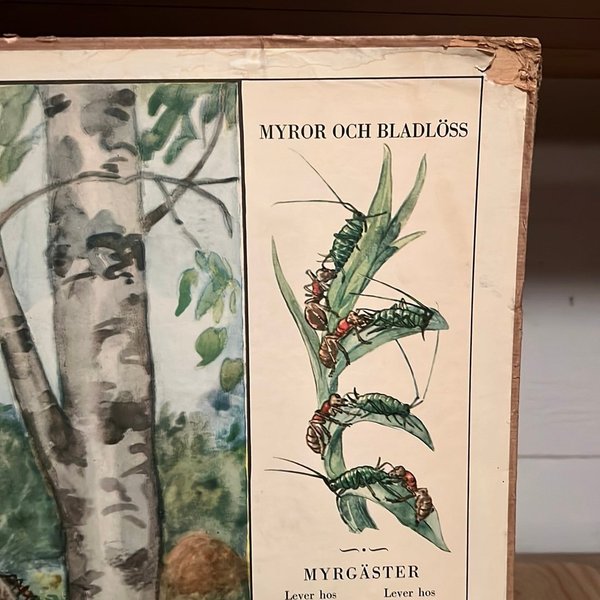 MYROR OCH BLADLÖSS
MYRGÄSTER
Lever hos Lever hos